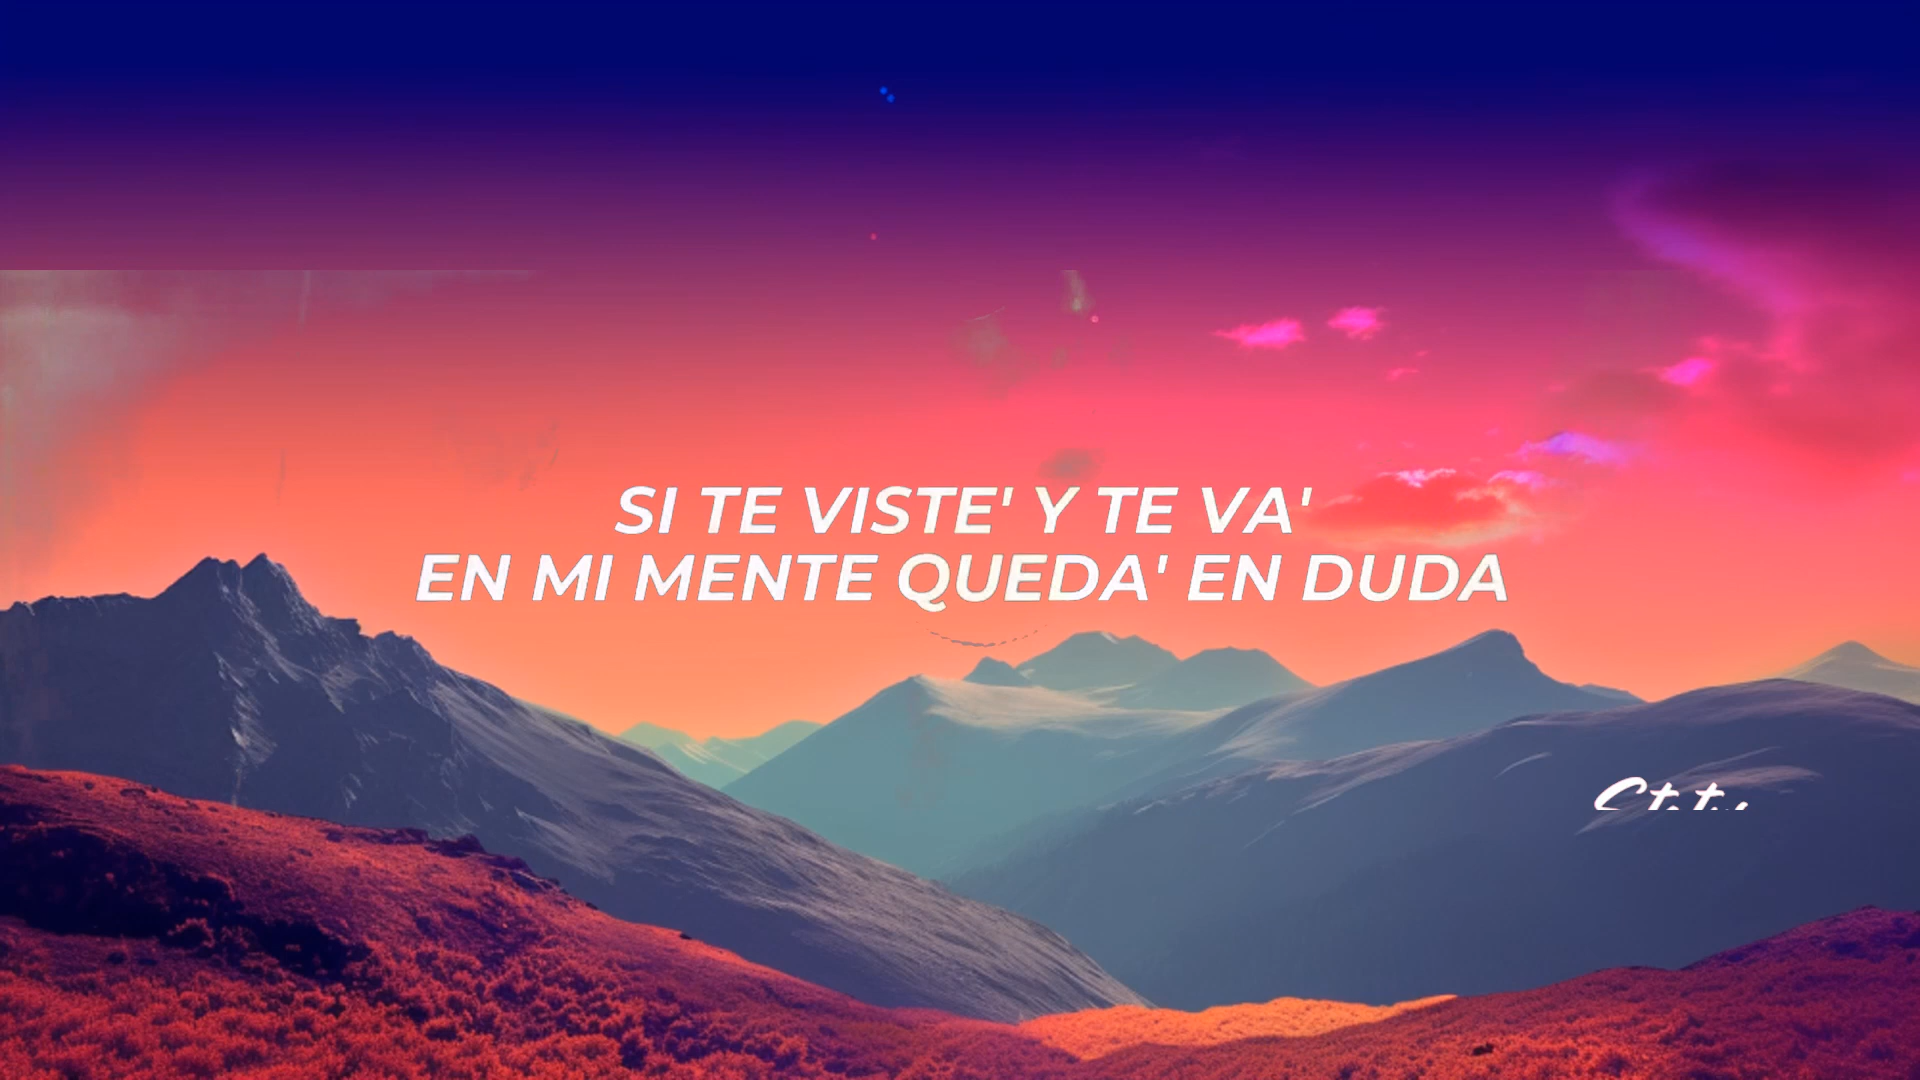 SI TE VISTE' Y TE VA'
EN MI MENTE QUEDA' EN DUDA